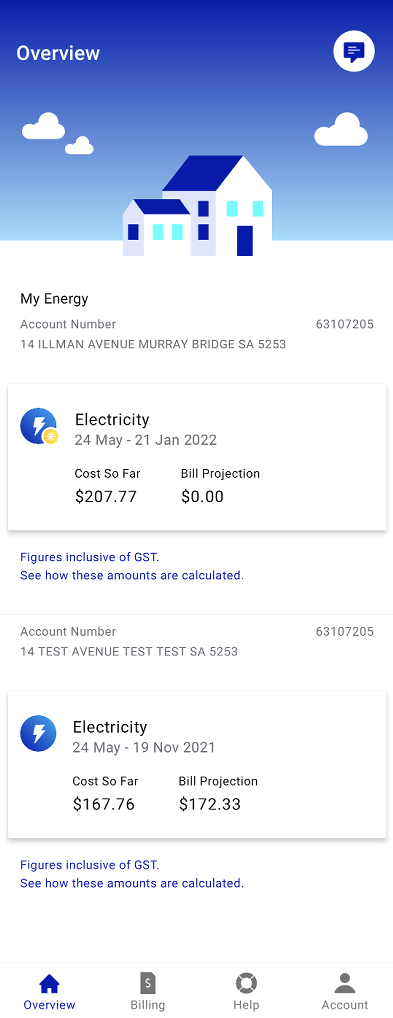 Overview
My Energy
Account Number 63107205
14 ILLMAN AVENUE MURRAY BRIDGE SA 5253
Electricity
24 May - 21 Jan 2022
Cost So Far Bill Projection
$207.77 $0.00
Figures inclusive of GST.
See how these amounts are calculated.
Account Number 63107205
14 TEST AVENUE TEST TEST SA 5253
Electricity
24 May - 19 Nov 2021
Cost So Far Bill Projection
$167.76 $172.33
Figures inclusive of GST.
See how these amounts are calculated.
$
Overview Billing Help Account